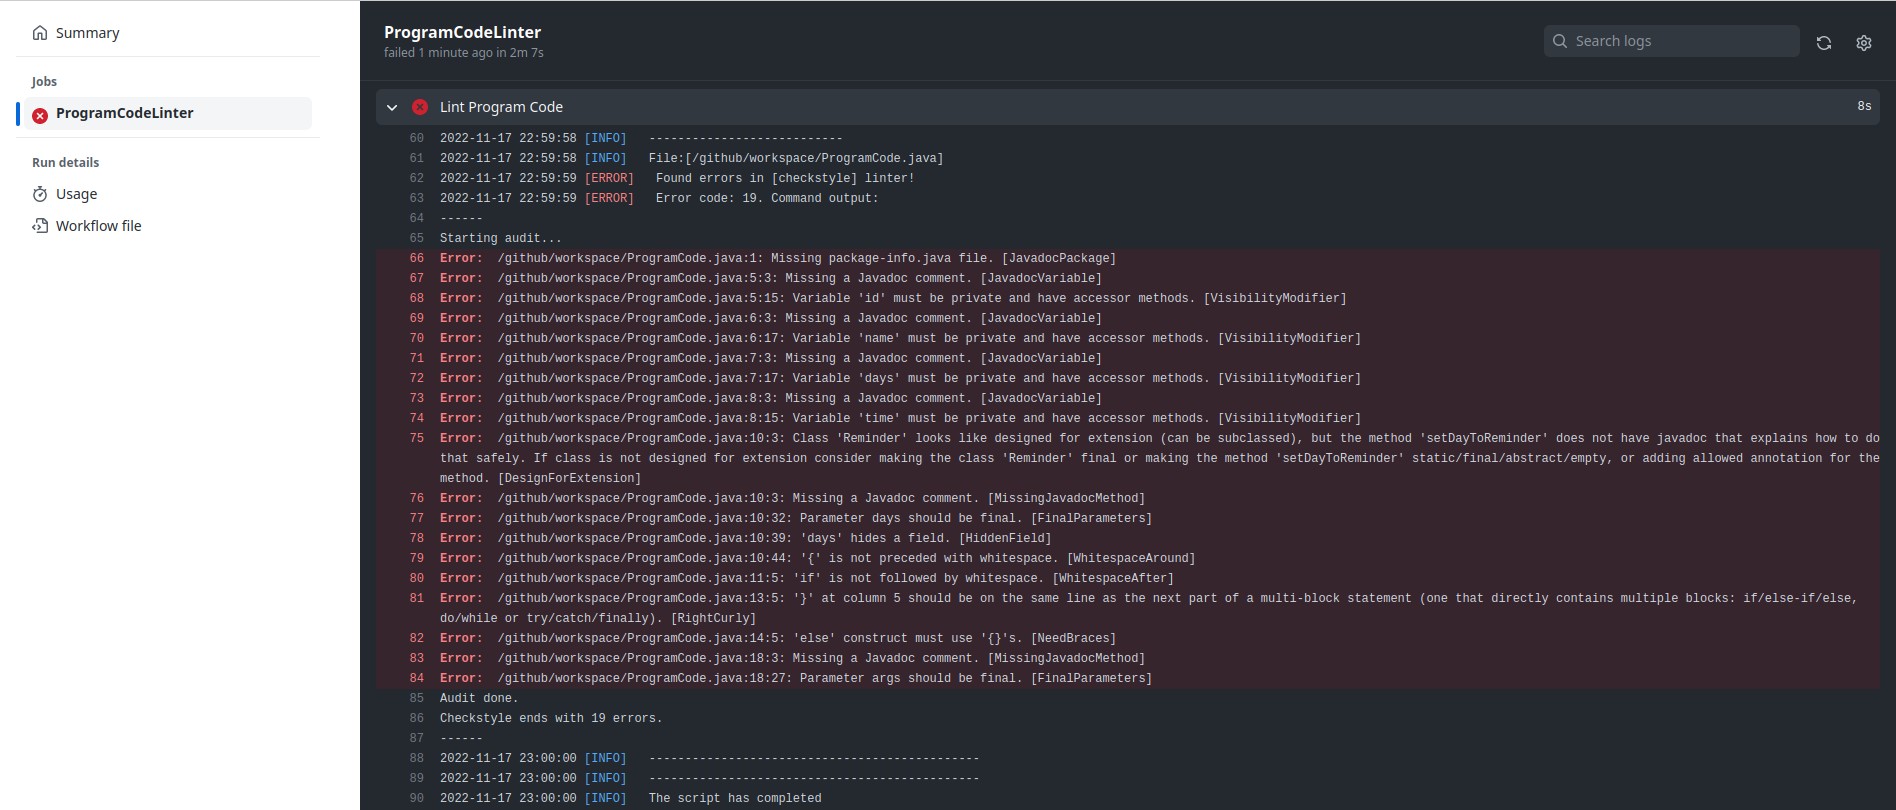 Summary
Jobs
ProgramCodeLinter
Run details
Usage
Workflow file
ProgramCodeLinter
failed 1 minute ago in 2m 7s
Search logs
Lint Program Code 8s
60 2022-11-17 22:59:58 [INFO] ---------------------------
61 2022-11-17 22:59:58 [INFO] File:[/github/workspace/ProgramCode.java]
62 2022-11-17 22:59:59 [ERROR] Found errors in [checkstyle] linter!
63 2022-11-17 22:59:59 [ERROR] Error code: 19. Command output:
64 ------
65 Starting audit...
66 Error: /github/workspace/ProgramCode.java:1: Missing package-info.java file. [JavadocPackage]
67 Error: /github/workspace/ProgramCode.java:5:3: Missing a Javadoc comment. [JavadocVariable]
68 Error: /github/workspace/ProgramCode.java:5:15: Variable 'id' must be private and have accessor methods. [VisibilityModifier]
69 Error: /github/workspace/ProgramCode.java:6:3: Missing a Javadoc comment. [JavadocVariable]
70 Error: /github/workspace/ProgramCode.java:6:17: Variable 'name' must be private and have accessor methods. [VisibilityModifier]
71 Error: /github/workspace/ProgramCode.java:7:3: Missing a Javadoc comment. [JavadocVariable]
72 Error: /github/workspace/ProgramCode.java:7:17: Variable 'days' must be private and have accessor methods. [VisibilityModifier]
73 Error: /github/workspace/ProgramCode.java:8:3: Missing a Javadoc comment. [JavadocVariable]
74 Error: /github/workspace/ProgramCode.java:8:15: Variable 'time' must be private and have accessor methods. [VisibilityModifier]
75 Error: /github/workspace/ProgramCode.java:10:3: Class 'Reminder' looks like designed for extension (can be subclassed), but the method 'setDayToReminder' does not have javadoc that explains how to do
that safely. If class is not designed for extension consider making the class 'Reminder' final or making the method 'setDayToReminder' static/final/abstract/empty, or adding allowed annotation for the
method. [DesignForExtension]
76 Error: /github/workspace/ProgramCode.java:10:3: Missing a Javadoc comment. [MissingJavadocMethod]
77 Error: /github/workspace/ProgramCode.java:10:32: Parameter days should be final. [FinalParameters]
78 Error: /github/workspace/ProgramCode.java:10:39: 'days' hides a field. [HiddenField]
79 Error: /github/workspace/ProgramCode.java:10:44: '{' is not preceded with whitespace. [WhitespaceAround]
80 Error: /github/workspace/ProgramCode.java:11:5: 'if' is not followed by whitespace. [WhitespaceAfter]
81 Error: /github/workspace/ProgramCode.java:13:5: '}' at column 5 should be on the same line as the next part of a multi-block statement (one that directly contains multiple blocks: if/else-if/else,
do/while or try/catch/finally). [RightCurly]
82 Error: /github/workspace/ProgramCode.java:14:5: 'else' construct must use '{}'s. [NeedBraces]
83 Error: /github/workspace/ProgramCode.java:18:3: Missing a Javadoc comment. [MissingJavadocMethod]
84 Error: /github/workspace/ProgramCode.java:18:27: Parameter args should be final. [FinalParameters]
85 Audit done.
86 Checkstyle ends with 19 errors.
87 ------
88 2022-11-17 23:00:00 [INFO] ----------------------------------------------
89 2022-11-17 23:00:00 [INFO] ----------------------------------------------
90 2022-11-17 23:00:00 [INFO] The script has completed